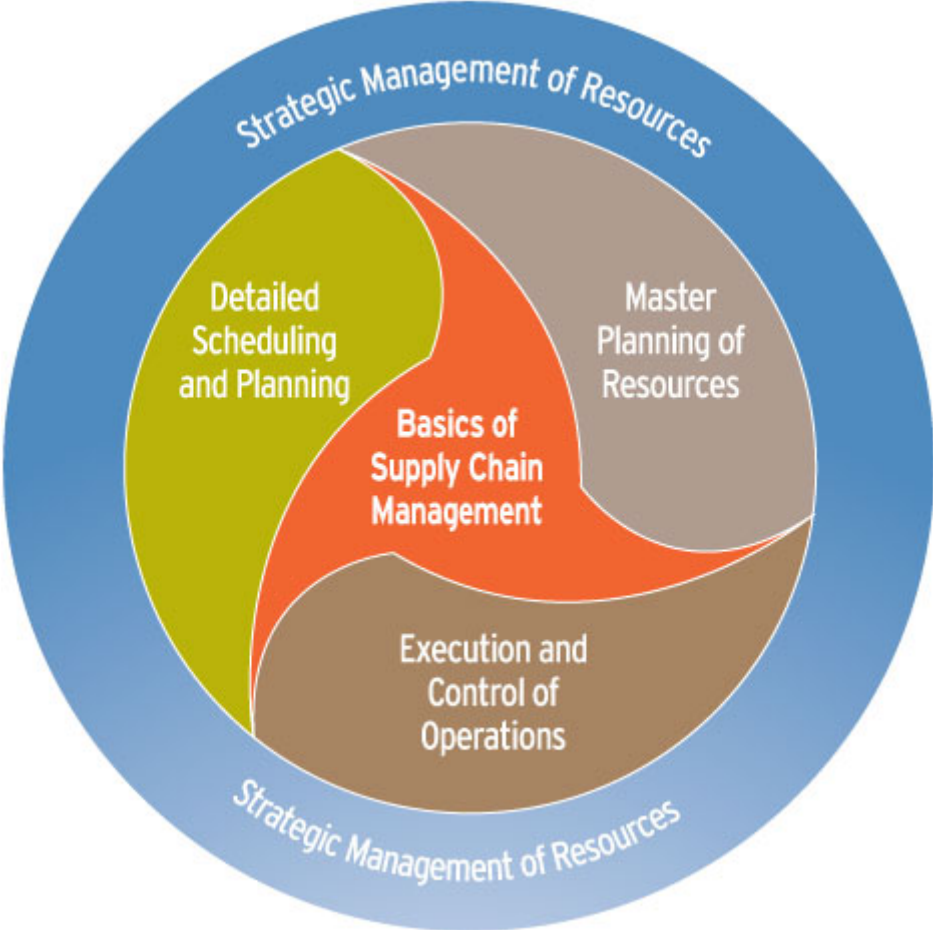 Strategic Management of Resources
Detailed
Scheduling
and Planning
Master
Planning of
Resources
Basics of
Supply Chain
Management
Execution and
Control of
Operations
Strategic Management of Resources